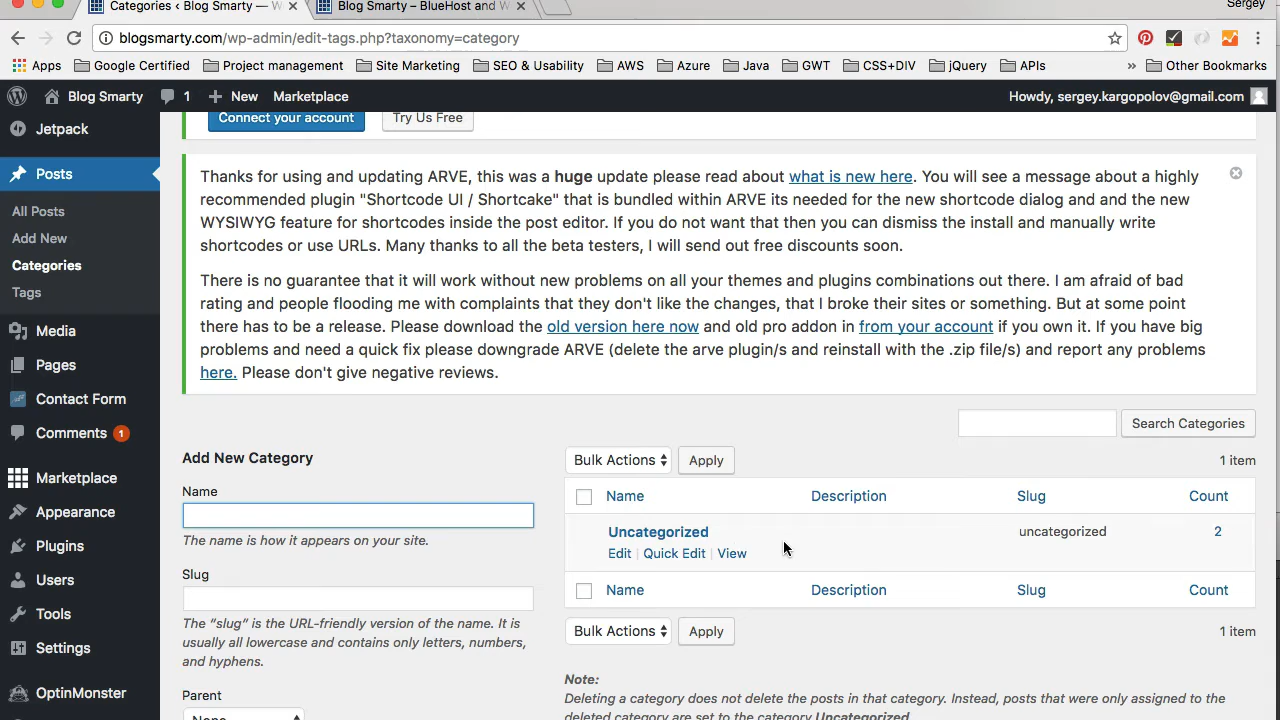 Categories ‹ Blog Smarty — W
Blog Smarty – BlueHost and W
Sergey
blogsmarty.com/wp-admin/edit-tags.php?taxonomy=category
Apps Google Certified Project management Site Marketing SEO & Usability AWS Azure Java GWT CSS+DIV jQuery APIs » Other Bookmarks
Blog Smarty 1 + New Marketplace Howdy, sergey.kargopolov@gmail.com
Jetpack
Posts
All Posts
Add New
Categories
Tags
Media
Pages
Contact Form
Comments 1
Marketplace
Appearance
Plugins
Users
Tools
Settings
OptinMonster
Connect your account Try Us Free
Thanks for using and updating ARVE, this was a huge update please read about what is new here. You will see a message about a highly
recommended plugin "Shortcode UI / Shortcake" that is bundled within ARVE its needed for the new shortcode dialog and and the new
WYSIWYG feature for shortcodes inside the post editor. If you do not want that then you can dismiss the install and manually write
shortcodes or use URLs. Many thanks to all the beta testers, I will send out free discounts soon.
There is no guarantee that it will work without new problems on all your themes and plugins combinations out there. I am afraid of bad
rating and people flooding me with complaints that they don't like the changes, that I broke their sites or something. But at some point
there has to be a release. Please download the old version here now and old pro addon in from your account if you own it. If you have big
problems and need a quick fix please downgrade ARVE (delete the arve plugin/s and reinstall with the .zip file/s) and report any problems
here. Please don't give negative reviews.
Search Categories
Add New Category
Name
The name is how it appears on your site.
Slug
The “slug” is the URL-friendly version of the name. It is
usually all lowercase and contains only letters, numbers,
and hyphens.
Parent
None
Bulk Actions Apply 1 item
Name Description Slug Count
Uncategorized uncategorized 2
Edit | Quick Edit | View
Name Description Slug Count
Bulk Actions Apply 1 item
Note:
Deleting a category does not delete the posts in that category. Instead, posts that were only assigned to the
deleted category are set to the category Uncategorized